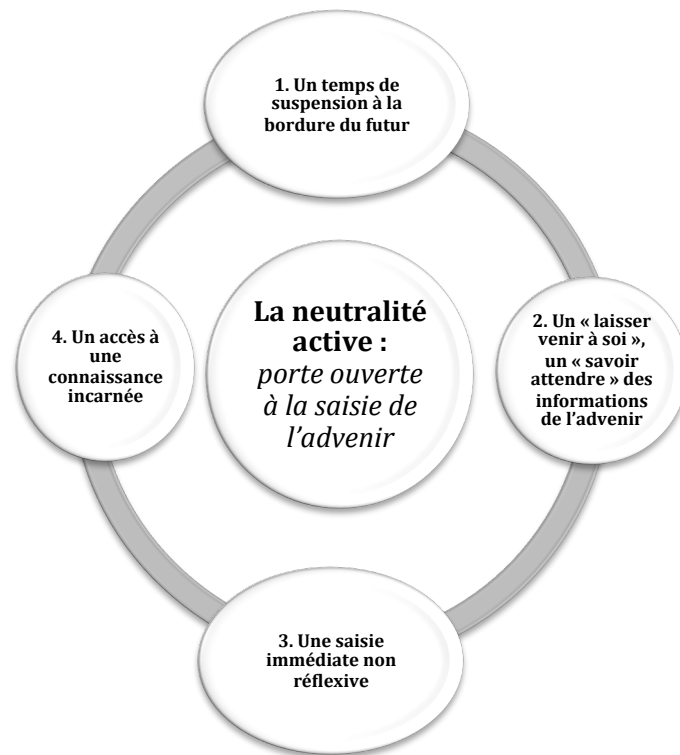 1. Un temps de
suspension à la
bordure du futur
La neutralité
active :
porte ouverte
à la saisie de
l’advenir
2. Un « laisser
venir à soi »,
un « savoir
attendre » des
informations
de l’advenir
3. Une saisie
immédiate non
réflexive
4. Un accès à
une
connaissance
incarnée